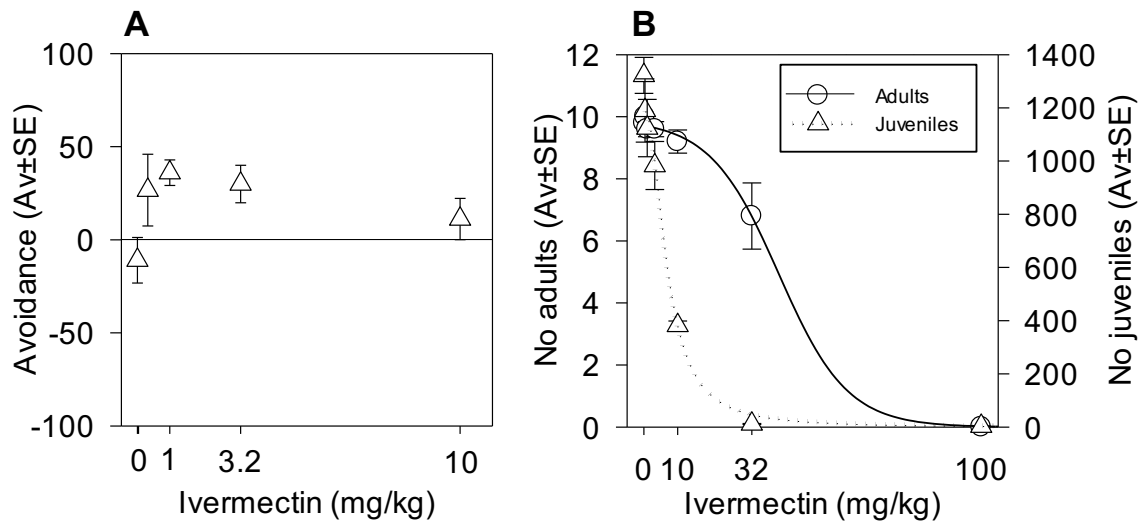 A
Avoidance (Av±SE)
100
50
0
-50
-100
0 1 3.2 10
Ivermectin (mg/kg)
B
No adults (Av±SE)
12
10
8
6
4
2
0
Adults
Juveniles
1400
1200
1000
800
600
400
200
0
No juveniles (Av±SE)
0 10 32 100
Ivermectin (mg/kg)